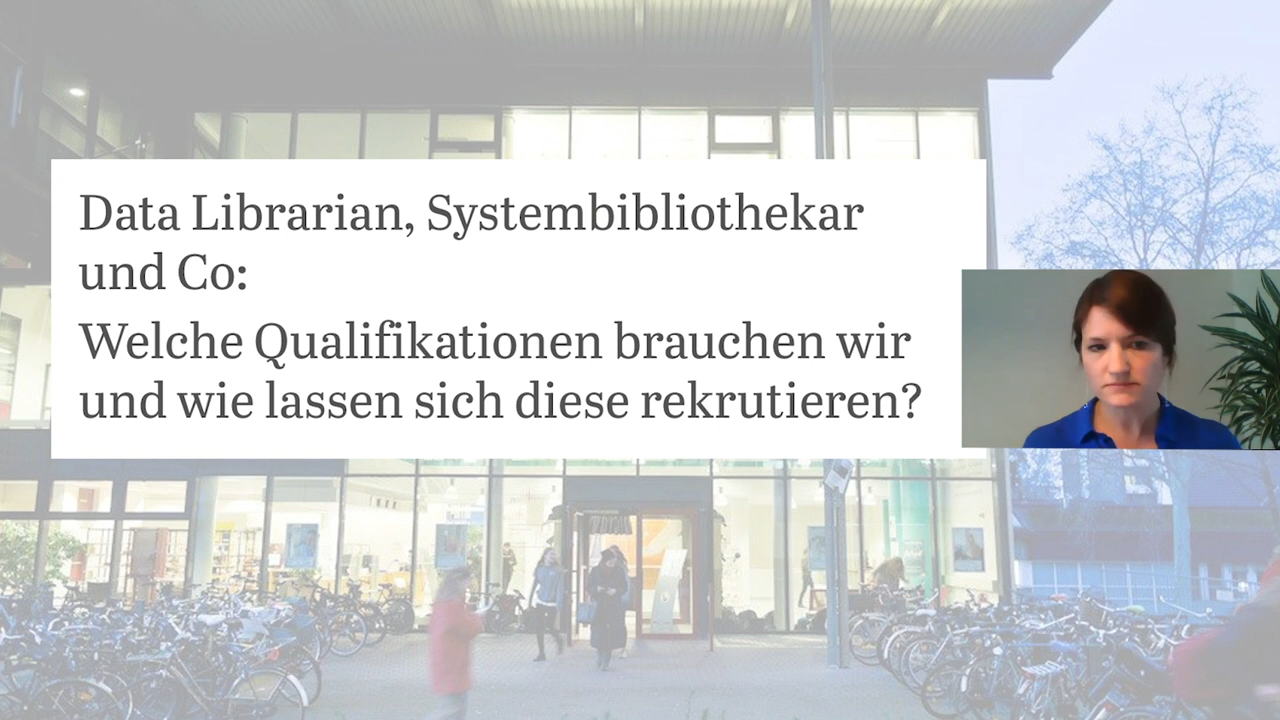 Data Librarian, Systembibliothekar
und Co:
Welche Qualifikationen brauchen wir
und wie lassen sich diese rekrutieren?